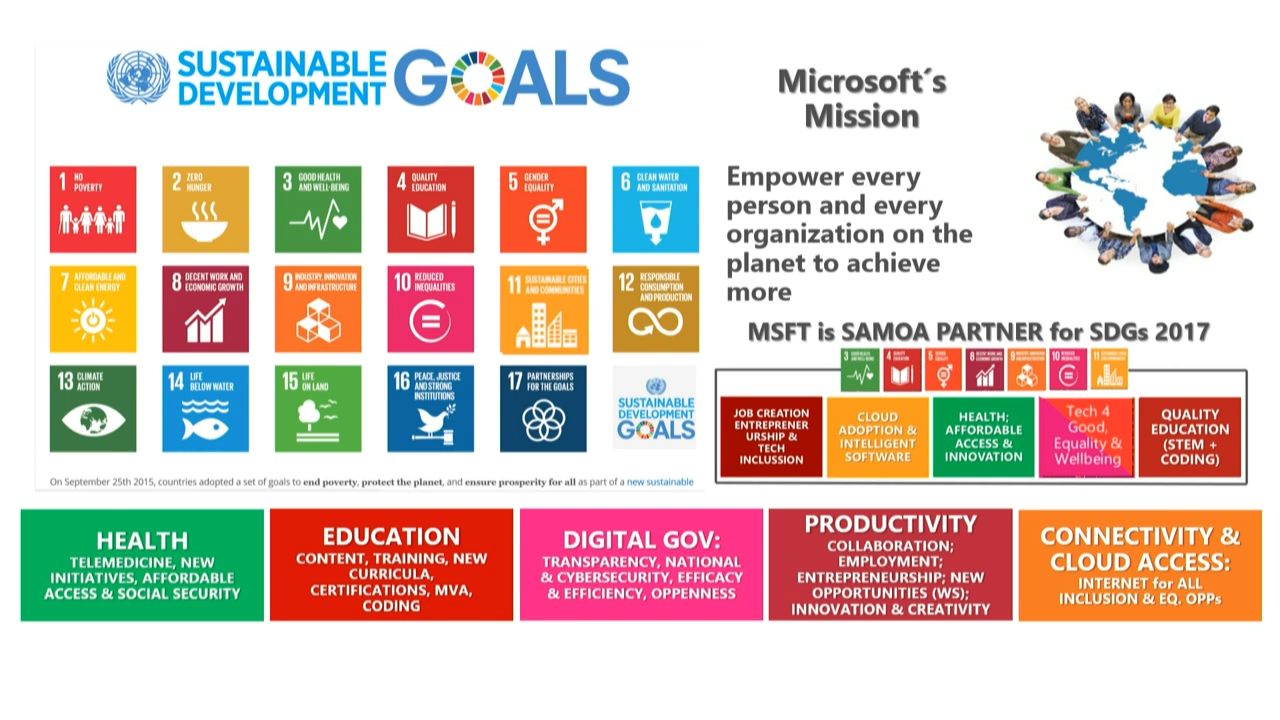 SUSTAINABLE
DEVELOPMENT
GOALS
1 NO
POVERTY
2 ZERO
HUNGER
3 GOOD HEALTH
AND WELL-BEING
4 QUALITY
EDUCATION
5 GENDER
EQUALITY
6 CLEAN WATER
AND SANITATION
7 AFFORDABLE AND
CLEAN ENERGY
8 DECENT WORK AND
ECONOMIC GROWTH
9 INDUSTRY, INNOVATION
AND INFRASTRUCTURE
10 REDUCED
INEQUALITIES
11 SUSTAINABLE CITIES
AND COMMUNITIES
12 RESPONSIBLE
CONSUMPTION
AND PRODUCTION
13 CLIMATE
ACTION
14 LIFE
BELOW WATER
15 LIFE
ON LAND
16 PEACE, JUSTICE
AND STRONG
INSTITUTIONS
17 PARTNERSHIPS
FOR THE GOALS
SUSTAINABLE
DEVELOPMENT
GOALS
On September 25th 2015, countries adopted a set of goals to end poverty, protect the planet, and ensure prosperity for all as part of a new sustainable
Microsoft´s
Mission
Empower every
person and every
organization on the
planet to achieve
more
MSFT is SAMOA PARTNER for SDGs 2017
3
4
5
8
9
10
11
JOB CREATION
ENTREPRENER
URSHIP &
TECH
INCLUSSION
CLOUD
ADOPTION &
INTELLIGENT
SOFTWARE
HEALTH;
AFFORDABLE
ACCESS &
INNOVATION
Tech 4
Good,
Equality &
Wellbeing
QUALITY
EDUCATION
(STEM +
CODING)
HEALTH
TELEMEDICINE, NEW
INITIATIVES, AFFORDABLE
ACCESS & SOCIAL SECURITY
EDUCATION
CONTENT, TRAINING, NEW
CURRICULA,
CERTIFICATIONS, MVA,
CODING
DIGITAL GOV:
TRANSPARENCY, NATIONAL
& CYBERSECURITY, EFFICACY
& EFFICIENCY, OPPENNESS
PRODUCTIVITY
COLLABORATION;
EMPLOYMENT;
ENTREPRENEURSHIP; NEW
OPPORTUNITIES (WS);
INNOVATION & CREATIVITY
CONNECTIVITY &
CLOUD ACCESS:
INTERNET for ALL
INCLUSION & EQ. OPPs